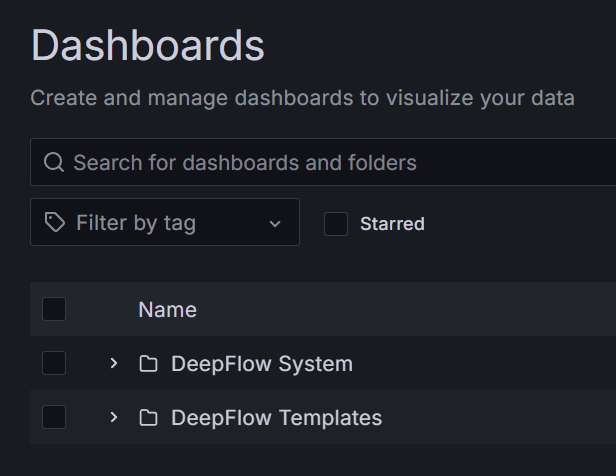 Dashboards
Create and manage dashboards to visualize your data
Search for dashboards and folders
Filter by tag
Starred
Name
DeepFlow System
DeepFlow Templates